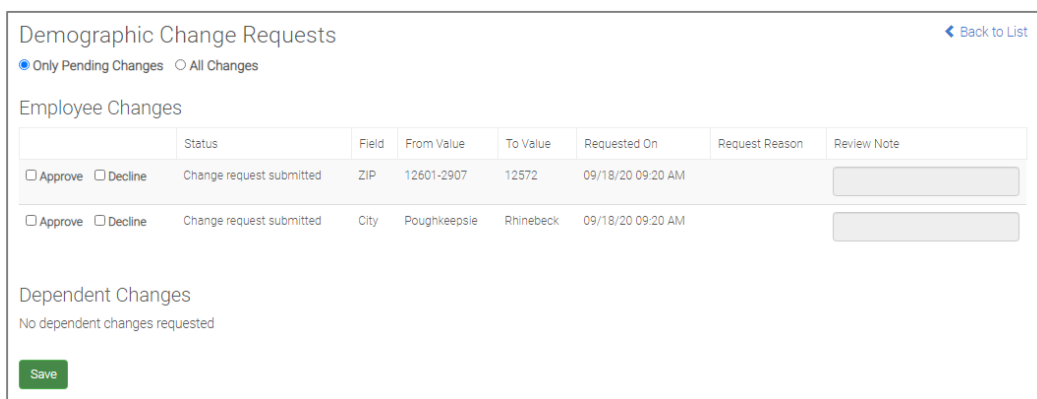 Demographic Change Requests
Back to List
Only Pending Changes All Changes
Employee Changes
Status Field From Value To Value Requested On Request Reason Review Note
Approve Decline Change request submitted ZIP 12601-2907 12572 09/18/20 09:20 AM
Approve Decline Change request submitted City Poughkeepsie Rhinebeck 09/18/20 09:20 AM
Dependent Changes
No dependent changes requested
Save